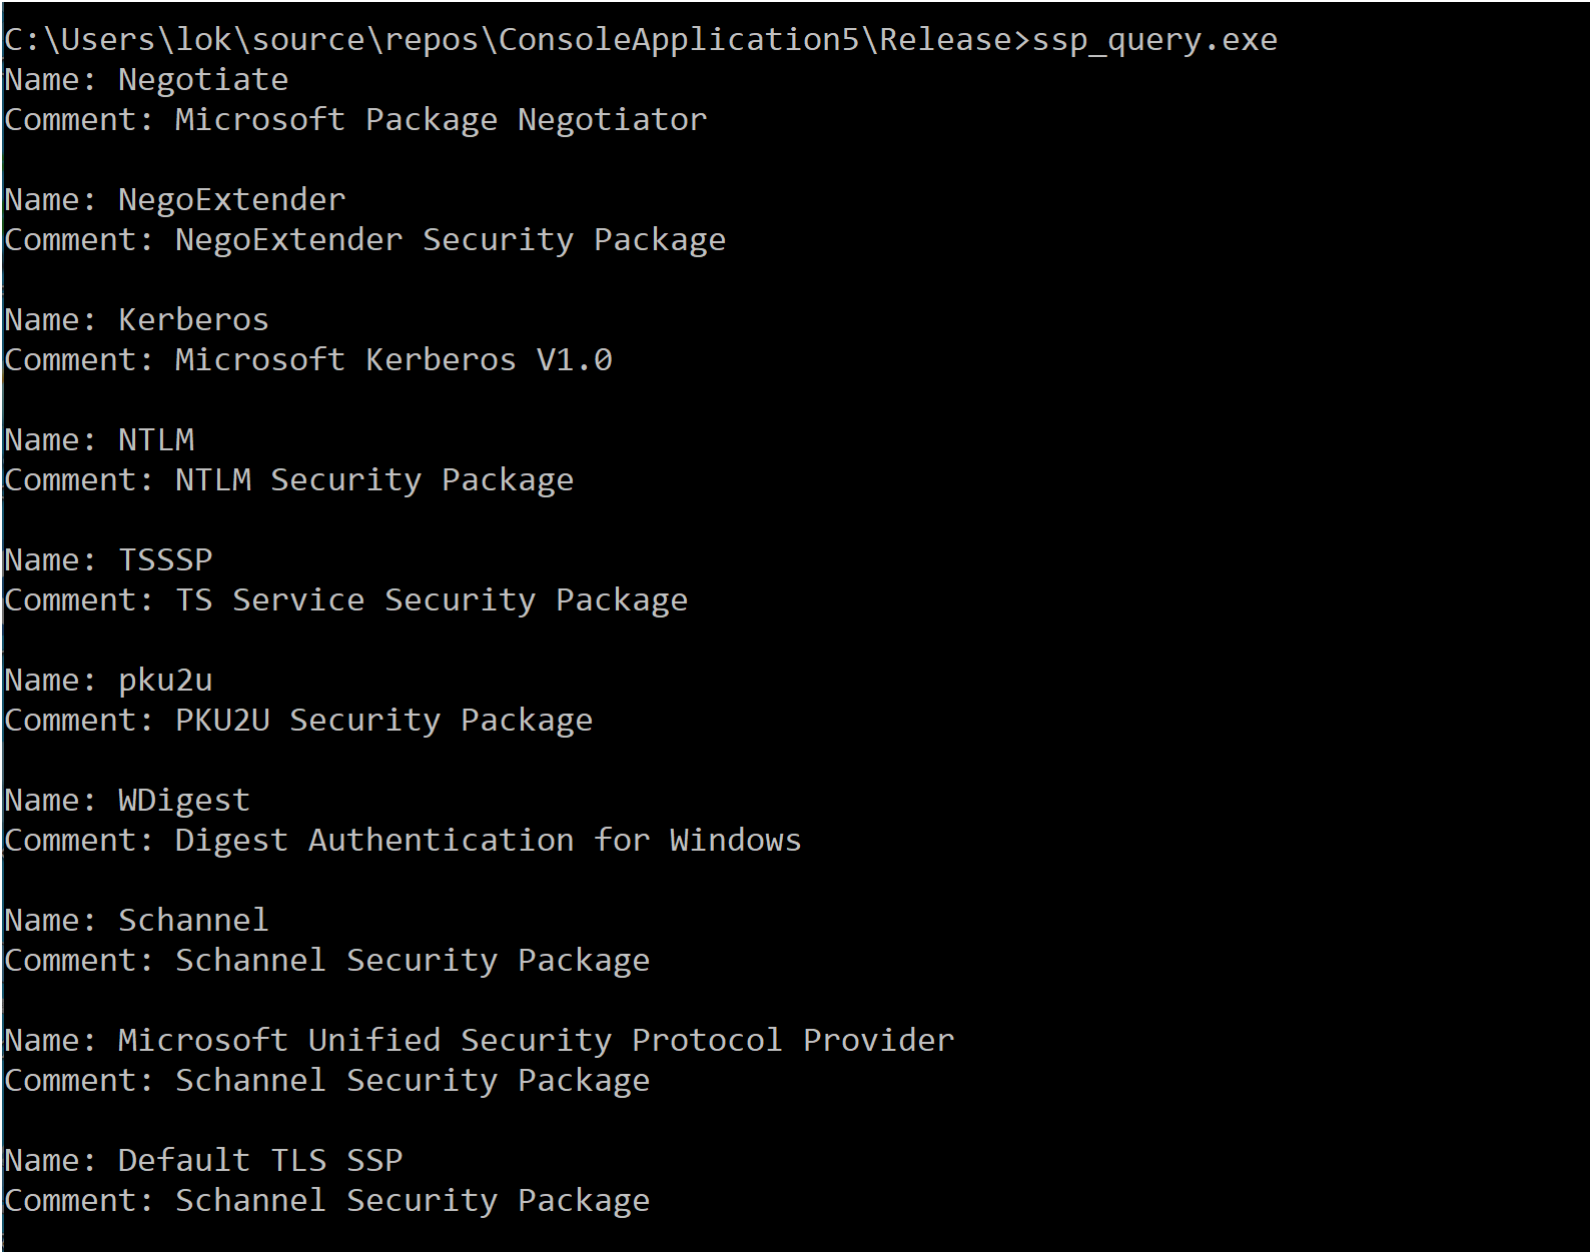 C:\Users\lok\source\repos\ConsoleApplication5\Release>ssp_query.exe
Name: Negotiate
Comment: Microsoft Package Negotiator
Name: NegoExtender
Comment: NegoExtender Security Package
Name: Kerberos
Comment: Microsoft Kerberos V1.0
Name: NTLM
Comment: NTLM Security Package
Name: TSSSP
Comment: TS Service Security Package
Name: pku2u
Comment: PKU2U Security Package
Name: WDigest
Comment: Digest Authentication for Windows
Name: Schannel
Comment: Schannel Security Package
Name: Microsoft Unified Security Protocol Provider
Comment: Schannel Security Package
Name: Default TLS SSP
Comment: Schannel Security Package